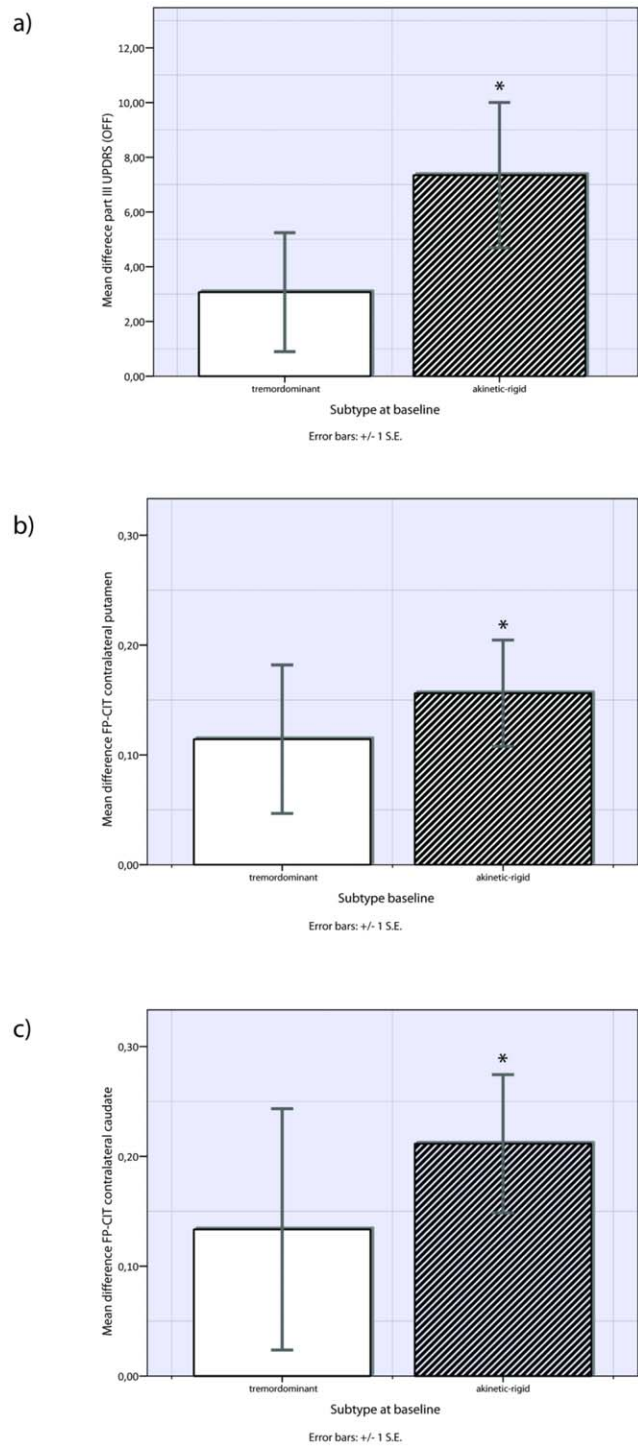 a)
Mean differece part III UPDRS (OFF)
12,00
10,00
8,00
6,00
4,00
2,00
0,00
*
tremordominant akinetic-rigid
Subtype at baseline
Error bars: +/- 1 S.E.
b)
Mean difference FP-CIT contralateral putamen
0,30
0,20
0,10
0,00
*
tremordominant akinetic-rigid
Subtype baseline
Error bars: +/- 1 S.E.
c)
Mean difference FP-CIT contralateral caudate
0,30
0,20
0,10
0,00
*
tremordominant akinetic-rigid
Subtype at baseline
Error bars: +/- 1 S.E.